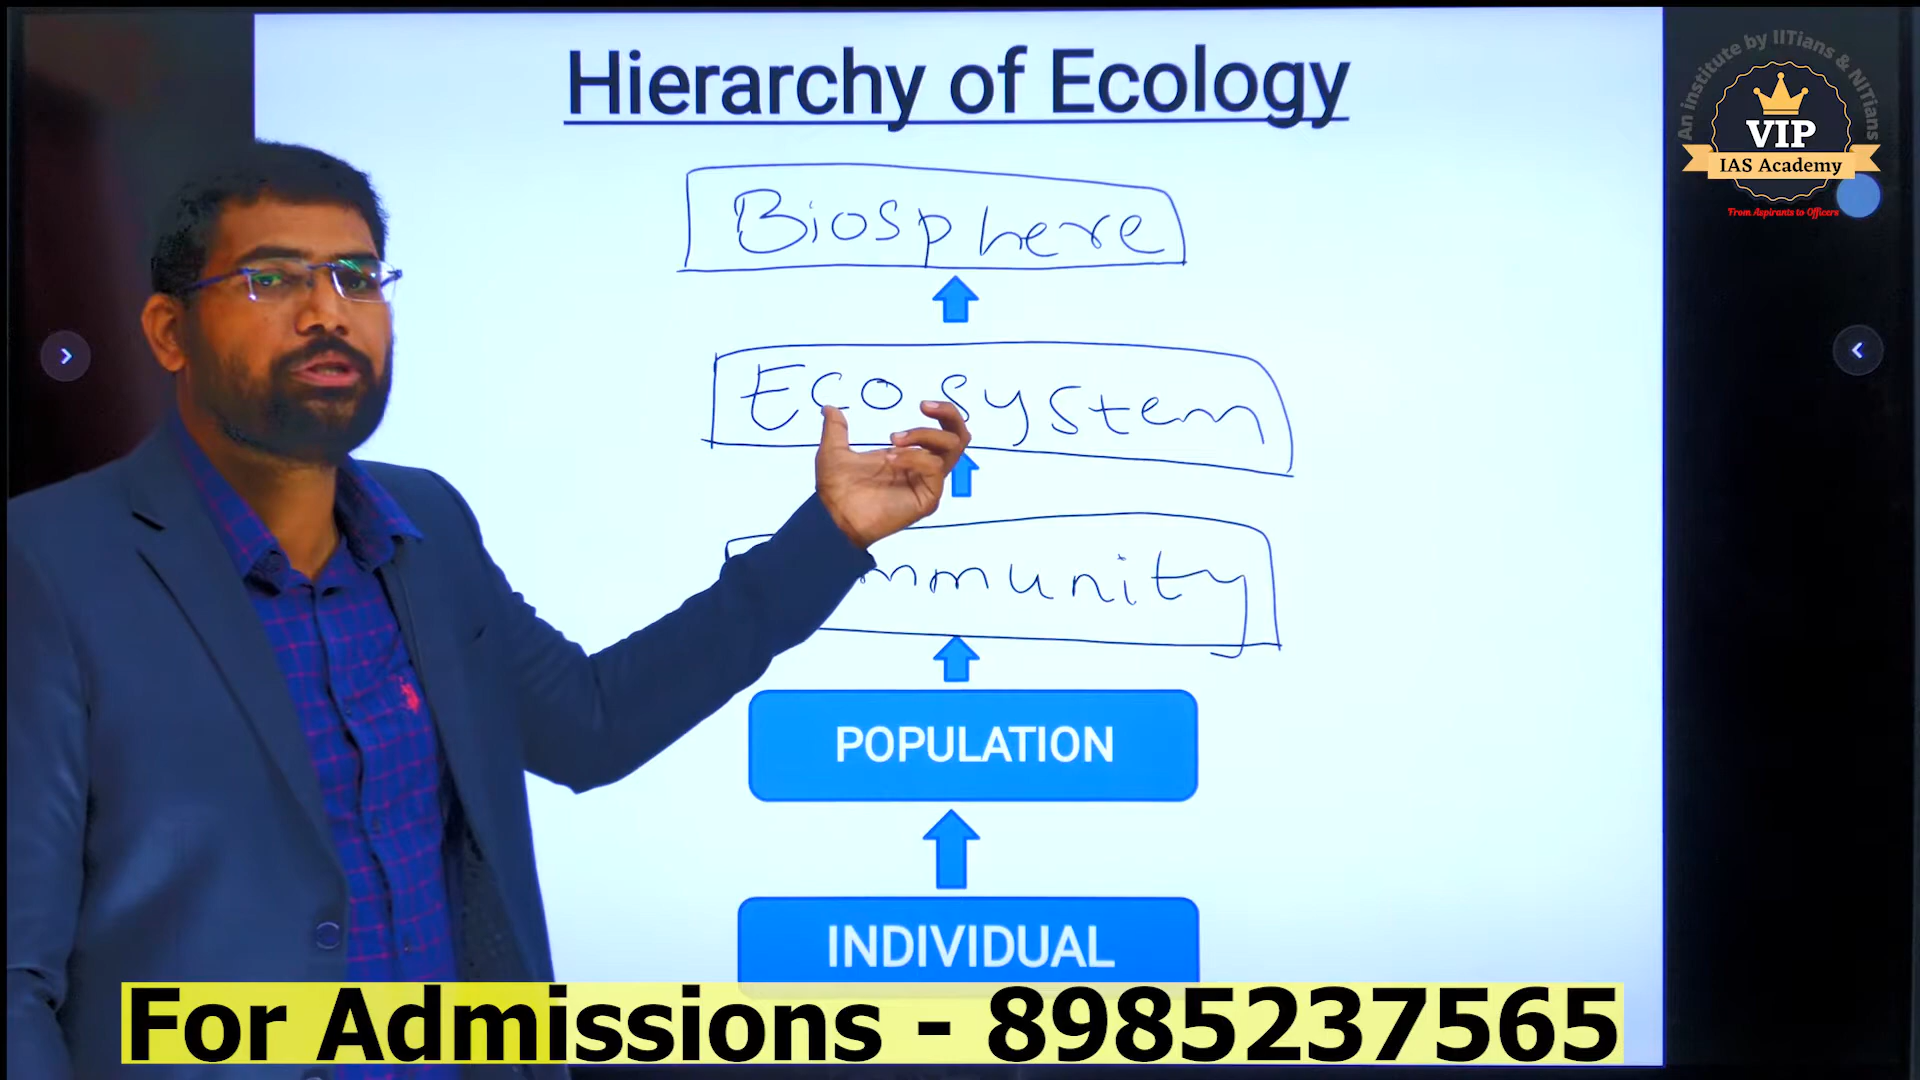 Hierarchy of Ecology
An institute by IITians & NITians
VIP
IAS Academy
From Aspirants to Officers
Biosphere
Ecosystem
mmunity
POPULATION
INDIVIDUAL
For Admissions - 8985237565